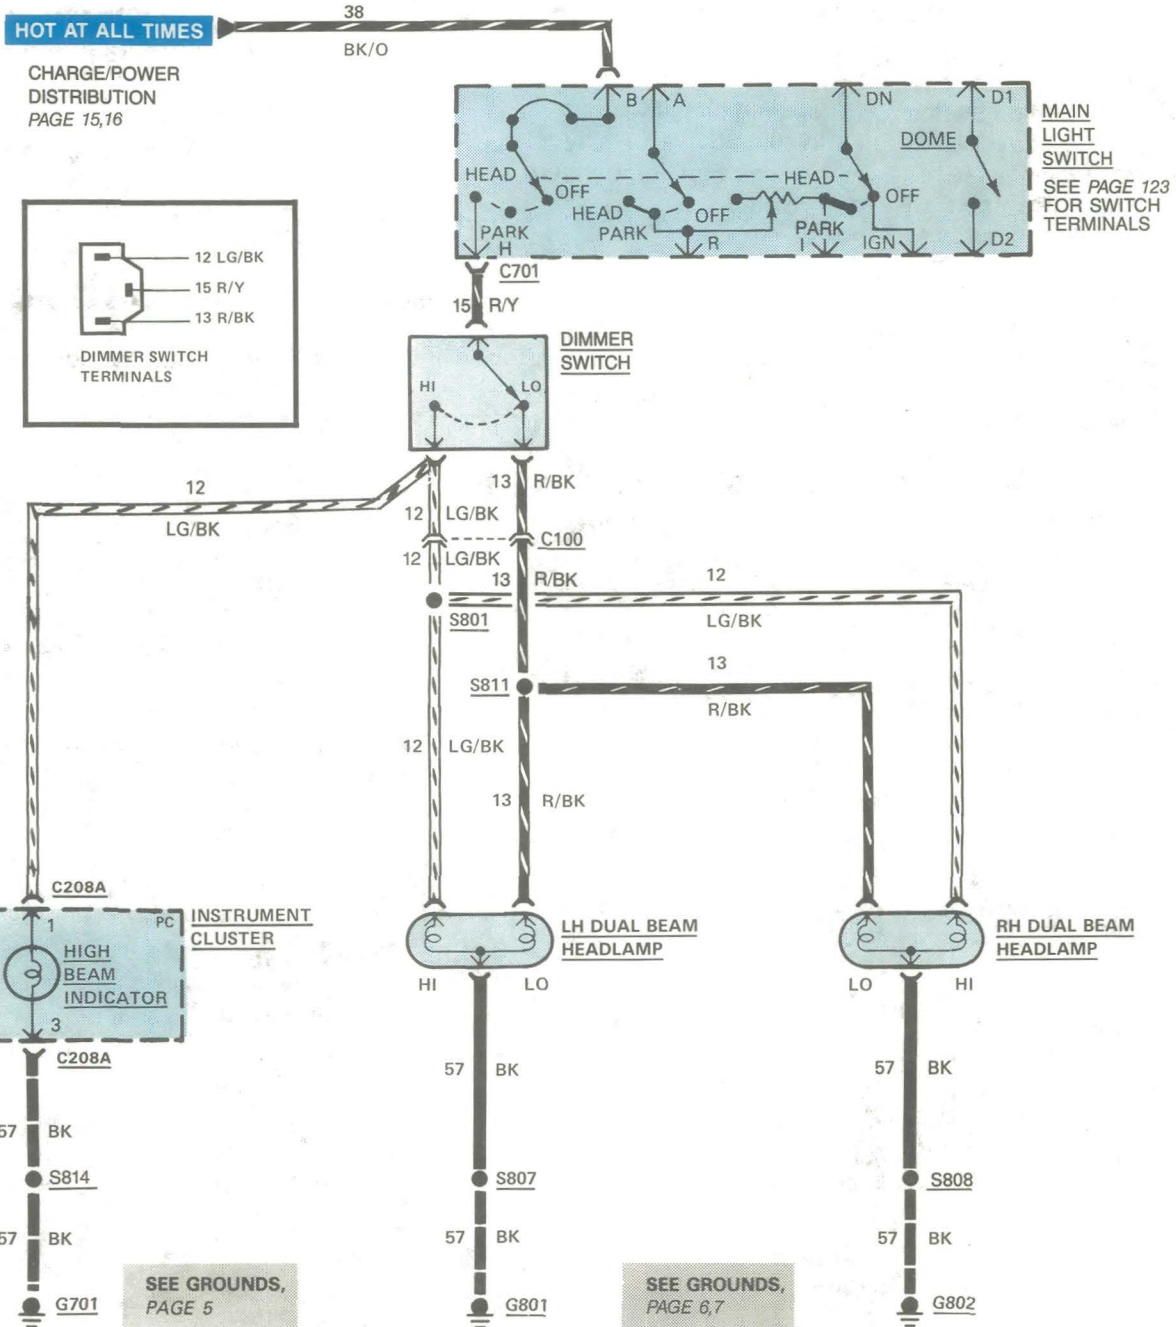 38
HOT AT ALL TIMES
BK/O
CHARGE/POWER
DISTRIBUTION
PAGE 15,16
B
A
DN
D1
MAIN
LIGHT
SWITCH
SEE PAGE 123
FOR SWITCH
TERMINALS
DOME
HEAD
OFF
HEAD
OFF
HEAD
OFF
PARK
PARK
PARK
H
R
I
IGN
D2
C701
12 LG/BK
15 R/Y
13 R/BK
DIMMER SWITCH
TERMINALS
15 R/Y
DIMMER
SWITCH
HI
LO
12
LG/BK
13 R/BK
12 LG/BK
C100
12 LG/BK
13 R/BK
12
LG/BK
S801
S811
13
R/BK
12 LG/BK
13 R/BK
C208A
1
PC
INSTRUMENT
CLUSTER
HIGH
BEAM
INDICATOR
3
C208A
LH DUAL BEAM
HEADLAMP
HI
LO
RH DUAL BEAM
HEADLAMP
LO
HI
57 BK
57 BK
57 BK
S814
S807
S808
57 BK
57 BK
57 BK
G701
SEE GROUNDS,
PAGE 5
G801
SEE GROUNDS,
PAGE 6,7
G802